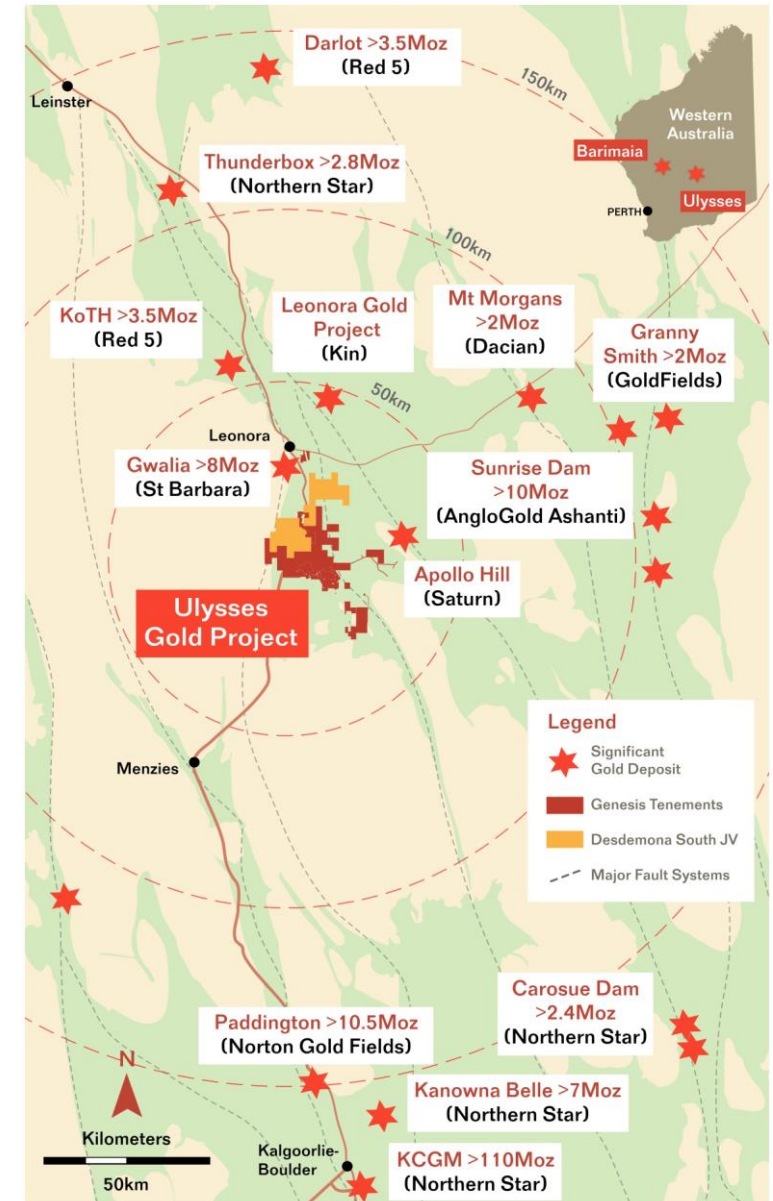 Darlot >3.5Moz
(Red 5)
150km
Leinster
Western
Australia
Barimaia
Ulysses
PERTH
Thunderbox >2.8Moz
(Northern Star)
100km
KoTH >3.5Moz
(Red 5)
Leonora Gold
Project
(Kin)
Mt Morgans
>2Moz
(Dacian)
Granny
Smith >2Moz
(GoldFields)
50km
Leonora
Gwalia >8Moz
(St Barbara)
Sunrise Dam
>10Moz
(AngloGold Ashanti)
Apollo Hill
(Saturn)
Ulysses
Gold Project
Menzies
Legend
Significant
Gold Deposit
Genesis Tenements
Desdemona South JV
Major Fault Systems
Carosue Dam
>2.4Moz
(Northern Star)
Paddington >10.5Moz
(Norton Gold Fields)
N
Kilometers
50km
Kanowna Belle >7Moz
(Northern Star)
Kalgoorlie-
Boulder
KCGM >110Moz
(Northern Star)